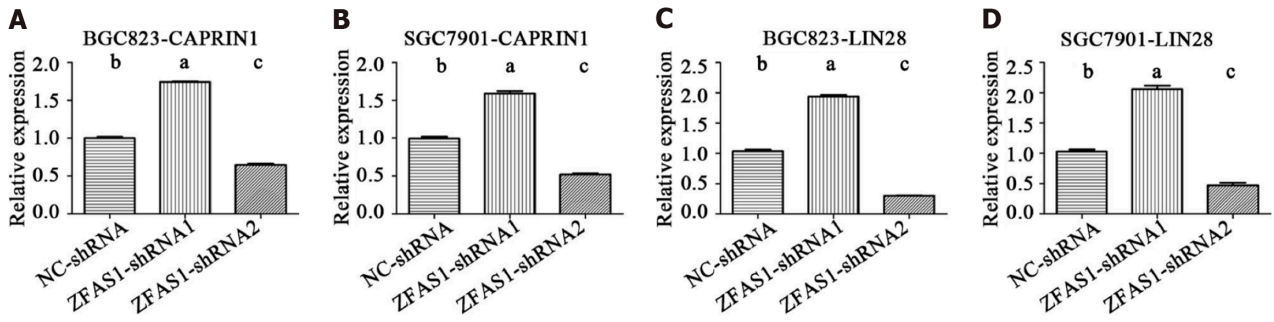 A
BGC823-CAPRIN1
b a c
Relative expression
2.0
1.5
1.0
0.5
0.0
NC-shRNA
ZFAS1-shRNA1
ZFAS1-shRNA2
B
SGC7901-CAPRIN1
b a c
Relative expression
2.0
1.5
1.0
0.5
0.0
NC-shRNA
ZFAS1-shRNA1
ZFAS1-shRNA2
C
BGC823-LIN28
b a c
Relative expression
2.5
2.0
1.5
1.0
0.5
0.0
NC-shRNA
ZFAS1-shRNA1
ZFAS1-shRNA2
D
SGC7901-LIN28
b a c
Relative expression
2.5
2.0
1.5
1.0
0.5
0.0
NC-shRNA
ZFAS1-shRNA1
ZFAS1-shRNA2